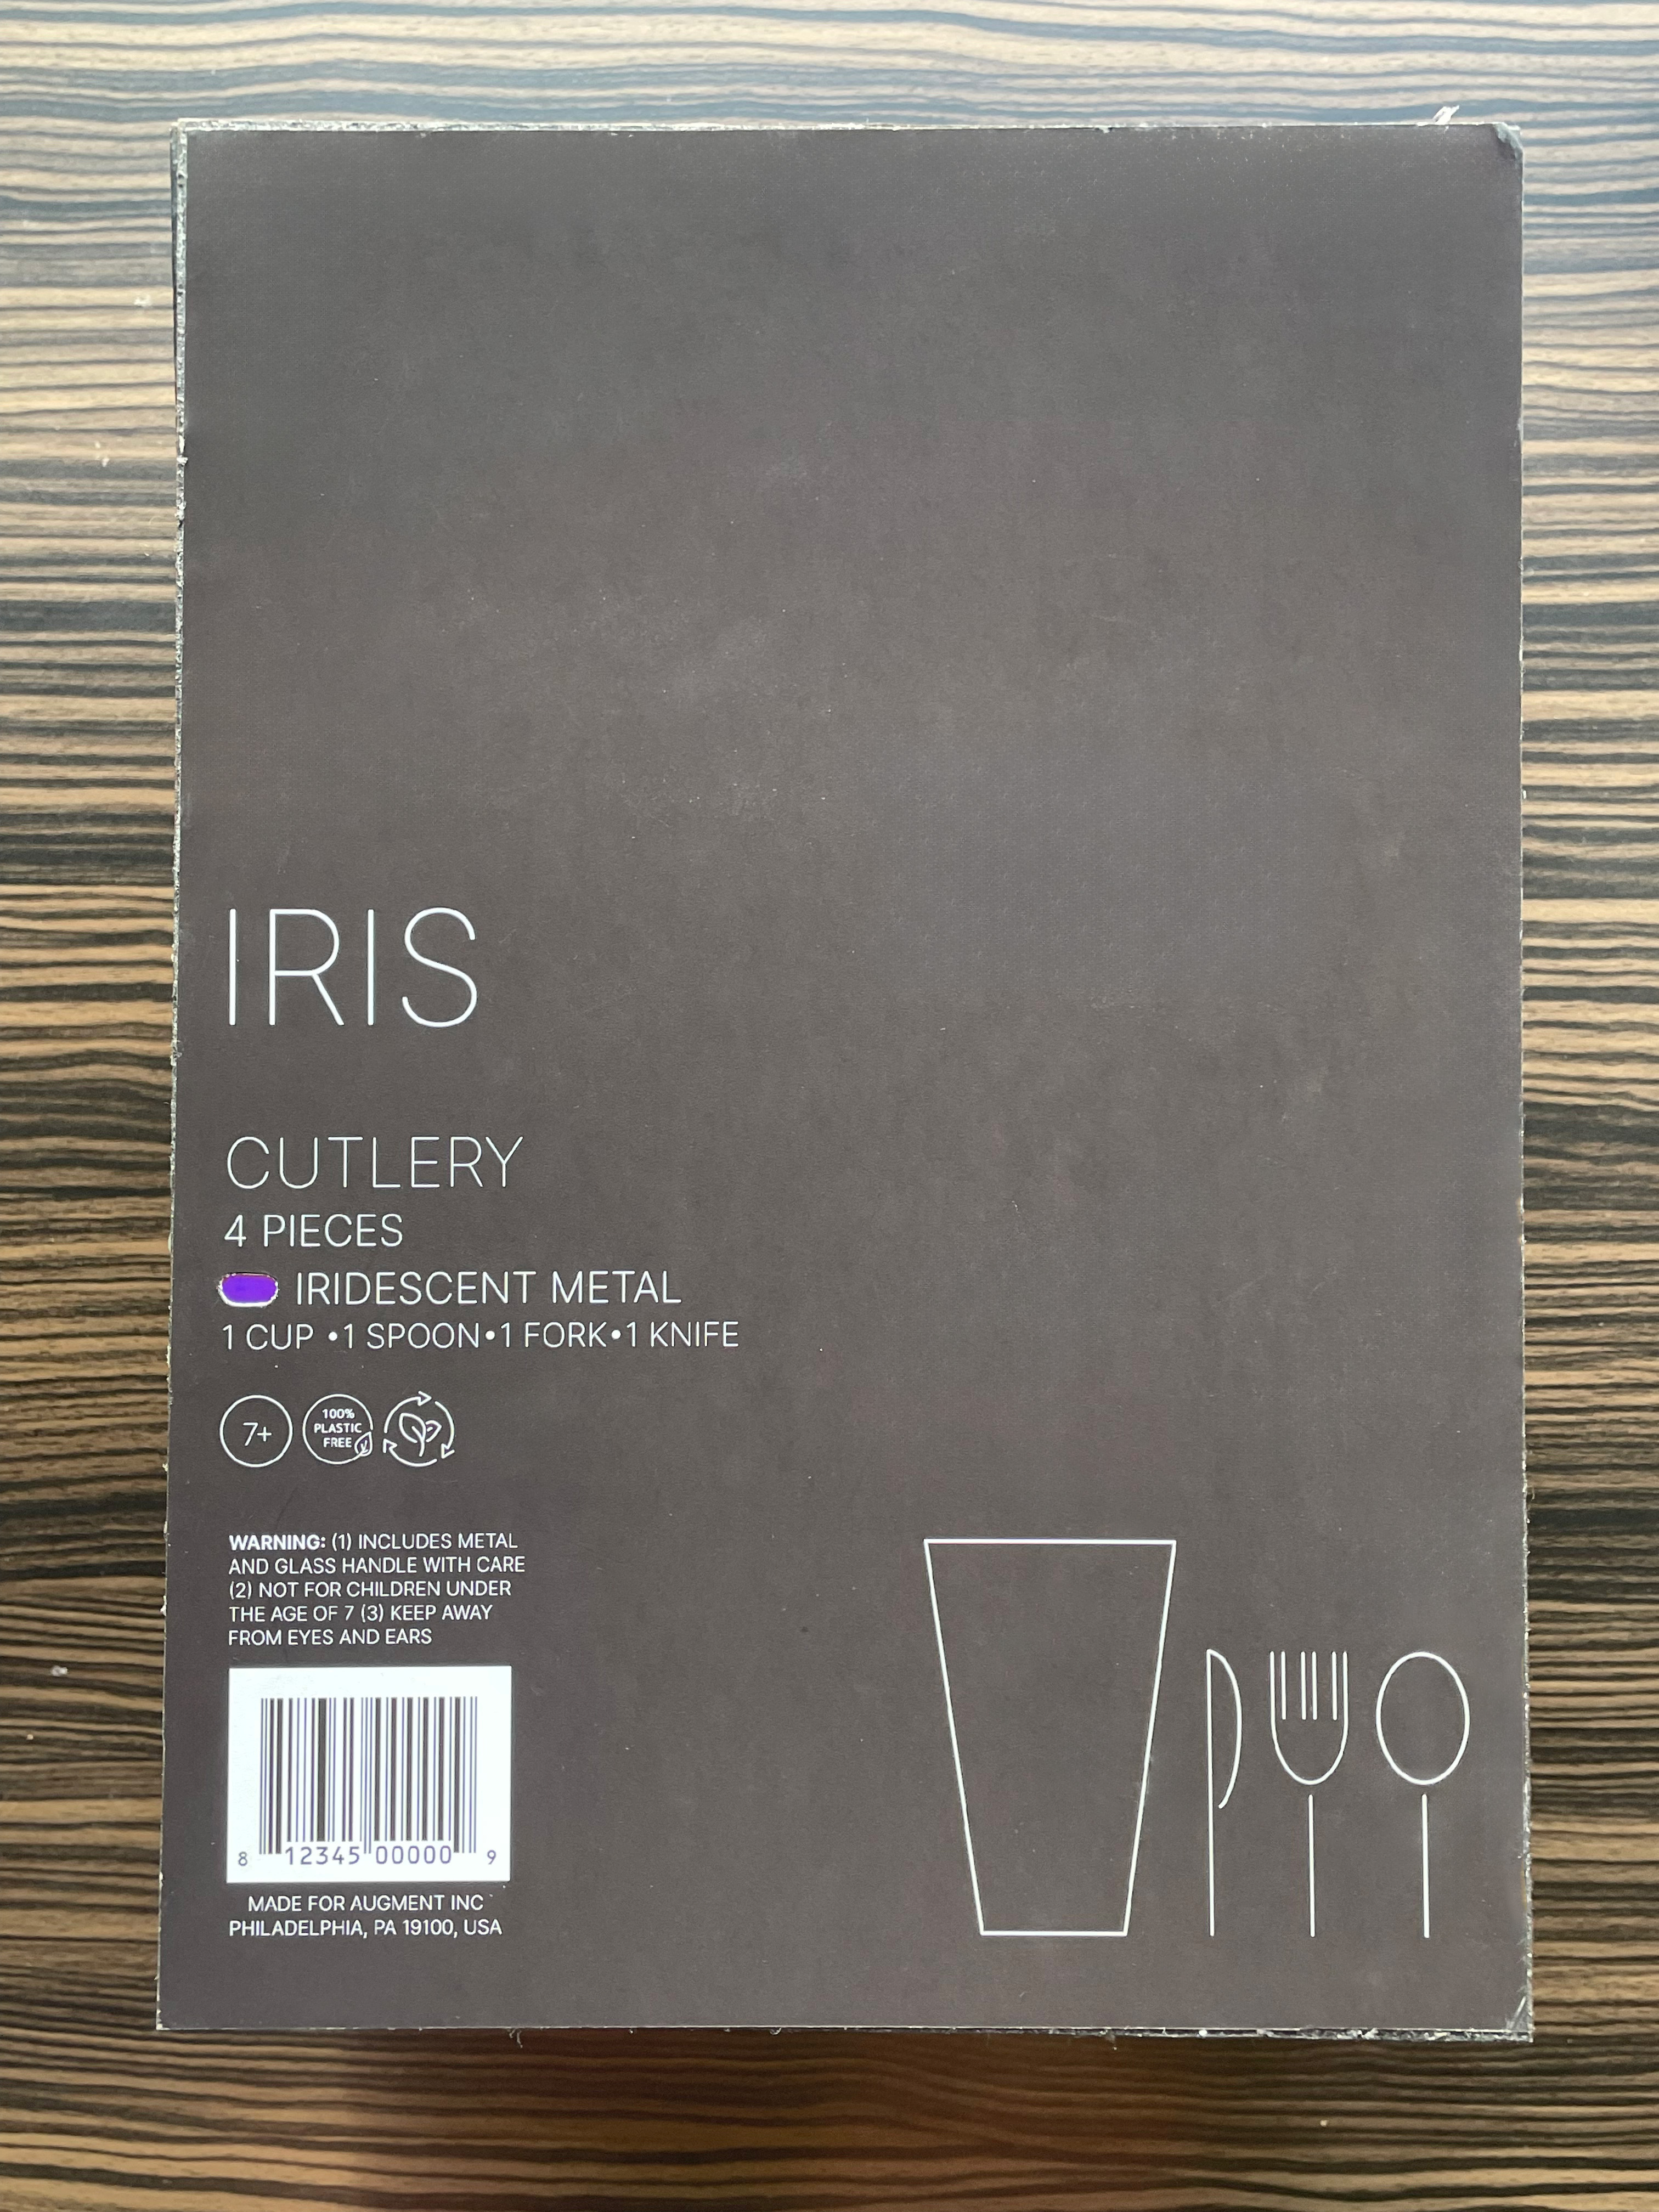 IRIS
CUTLERY
4 PIECES
IRIDESCENT METAL
1 CUP •1 SPOON•1 FORK•1 KNIFE
7+
100%
PLASTIC
FREE
WARNING: (1) INCLUDES METAL
AND GLASS HANDLE WITH CARE
(2) NOT FOR CHILDREN UNDER
THE AGE OF 7 (3) KEEP AWAY
FROM EYES AND EARS
8 12345 00000 9
MADE FOR AUGMENT INC
PHILADELPHIA, PA 19100, USA